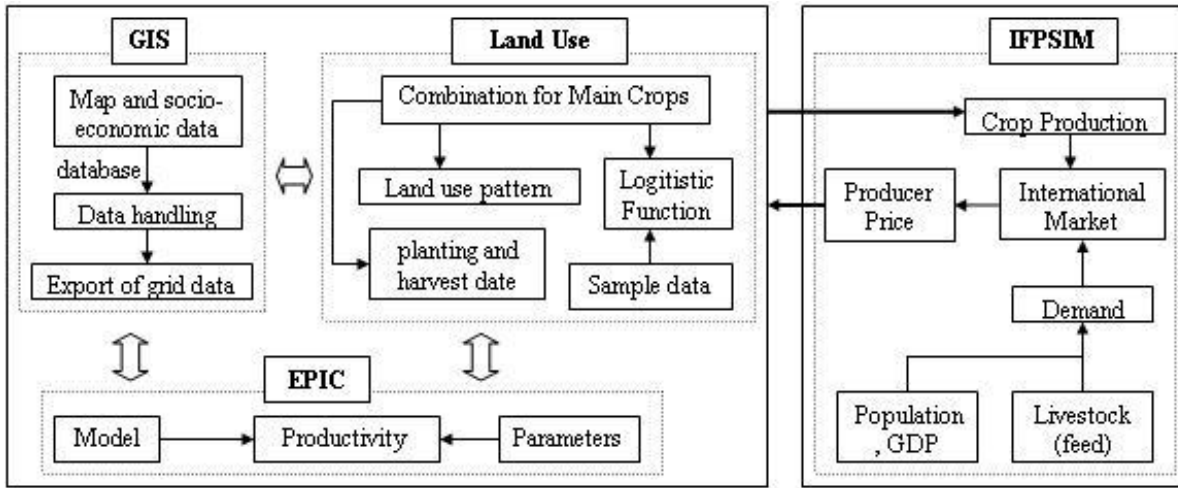 GIS
Map and socio-
economic data
database
Data handling
Export of grid data
Land Use
Combination for Main Crops
Land use pattern
Logitistic
Function
planting and
harvest date
Sample data
EPIC
Model
Productivity
Parameters
IFPSIM
Crop Production
Producer
Price
International
Market
Demand
Population
, GDP
Livestock
(feed)